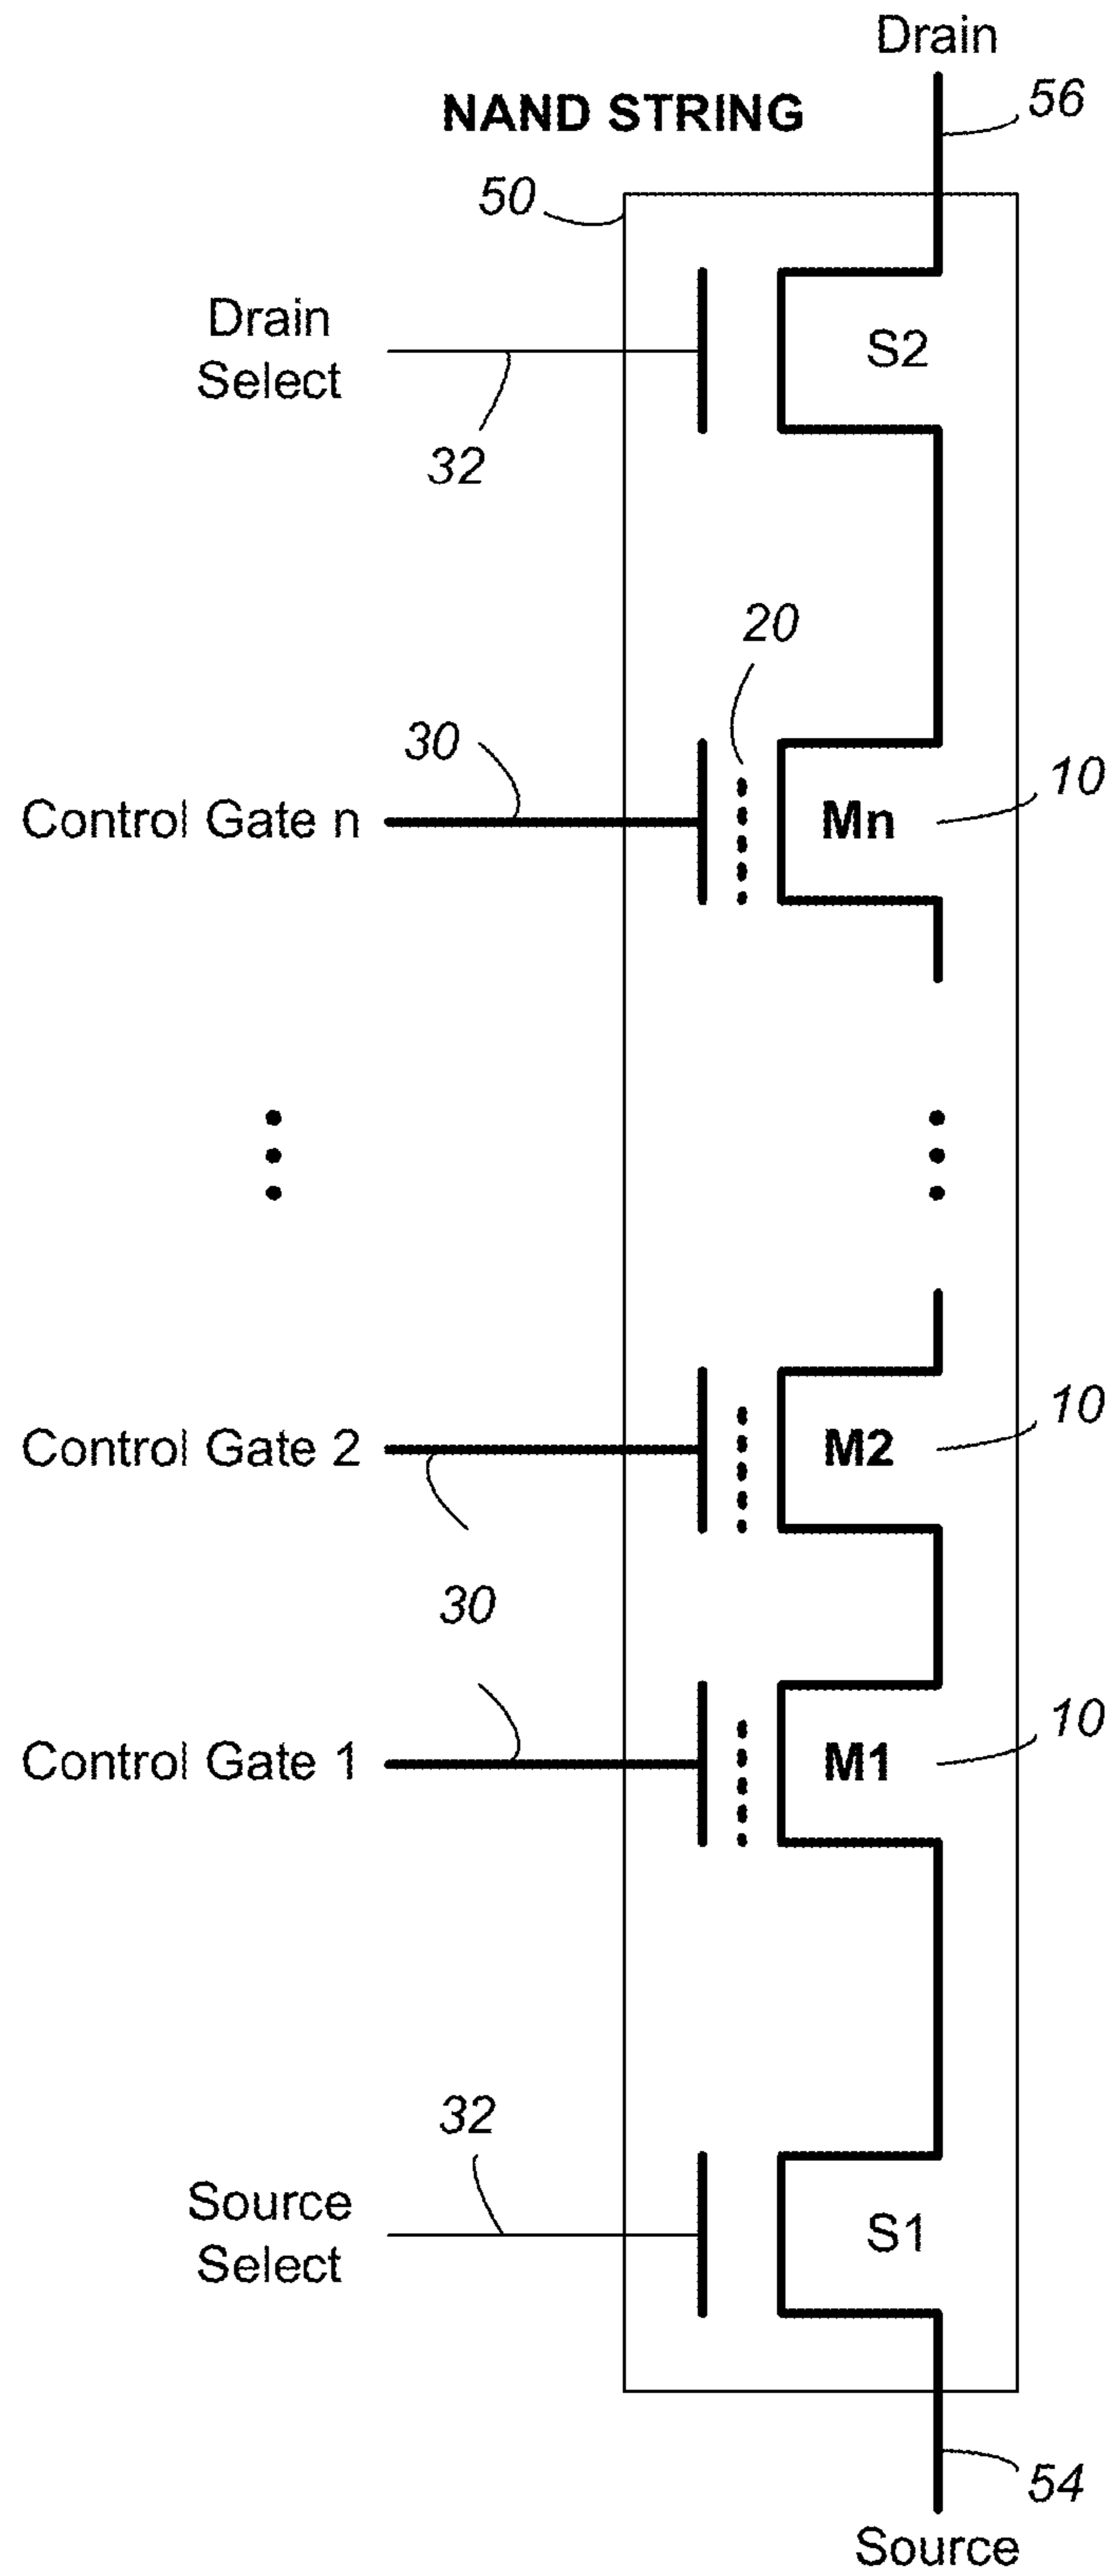 Drain
56
NAND STRING
50
Drain
Select
S2
32
20
30
10
Control Gate n
Mn
10
Control Gate 2
M2
30
10
Control Gate 1
M1
32
Source
Select
S1
54
Source